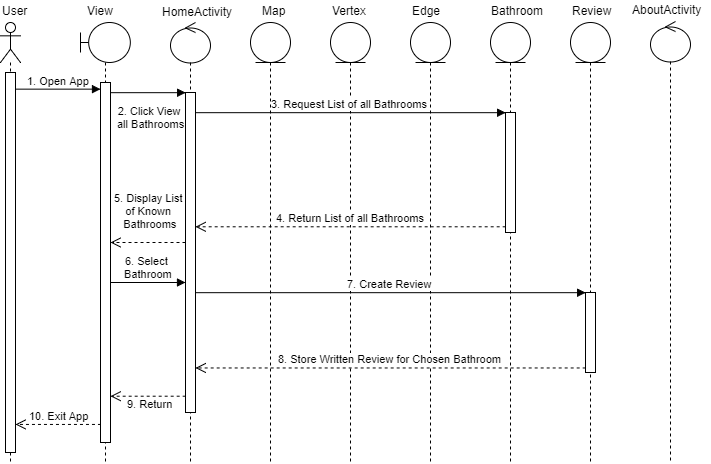 User View HomeActivity Map Vertex Edge Bathroom Review AboutActivity
1. Open App
2. Click View
all Bathrooms
3. Request List of all Bathrooms
4. Return List of all Bathrooms
5. Display List
of Known
Bathrooms
6. Select
Bathroom
7. Create Review
8. Store Written Review for Chosen Bathroom
9. Return
10. Exit App